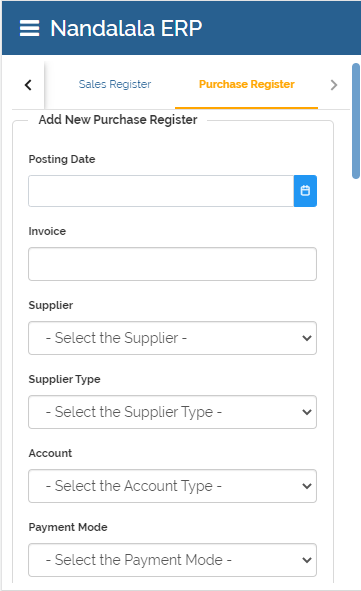 Nandalala ERP
Sales Register
Purchase Register
Add New Purchase Register
Posting Date
Invoice
Supplier
- Select the Supplier -
Supplier Type
- Select the Supplier Type -
Account
- Select the Account Type -
Payment Mode
- Select the Payment Mode -